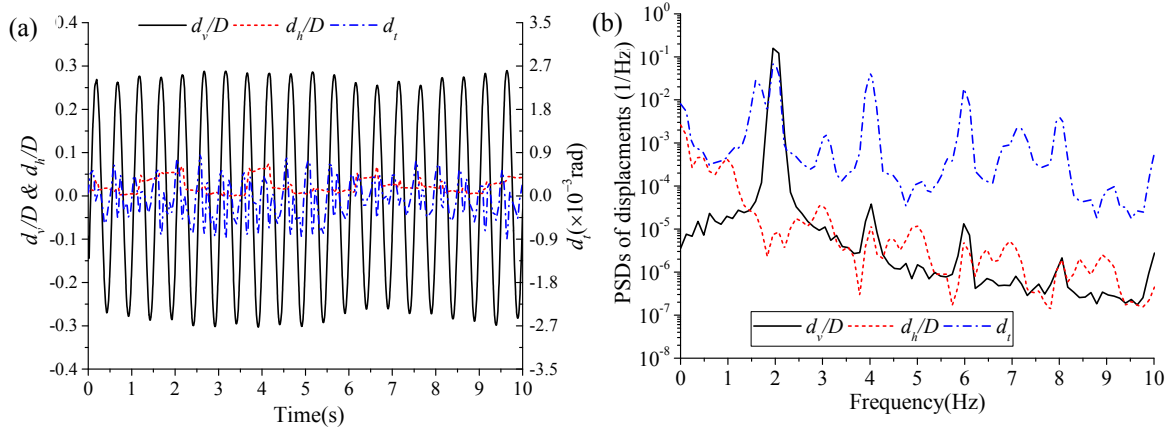 (a)
d_v/D d_h/D d_t
0.4
0.3
0.2
0.1
0.0
-0.1
-0.2
-0.3
-0.4
d_v/D & d_h/D
3.5
2.7
1.8
0.9
0.0
-0.9
-1.8
-2.7
-3.5
d_t(×10⁻³ rad)
0 1 2 3 4 5 6 7 8 9 10
Time(s)
(b)
10⁰
10⁻¹
10⁻²
10⁻³
10⁻⁴
10⁻⁵
10⁻⁶
10⁻⁷
10⁻⁸
PSDs of displacements (1/Hz)
d_v/D d_h/D d_t
0 1 2 3 4 5 6 7 8 9 10
Frequency(Hz)